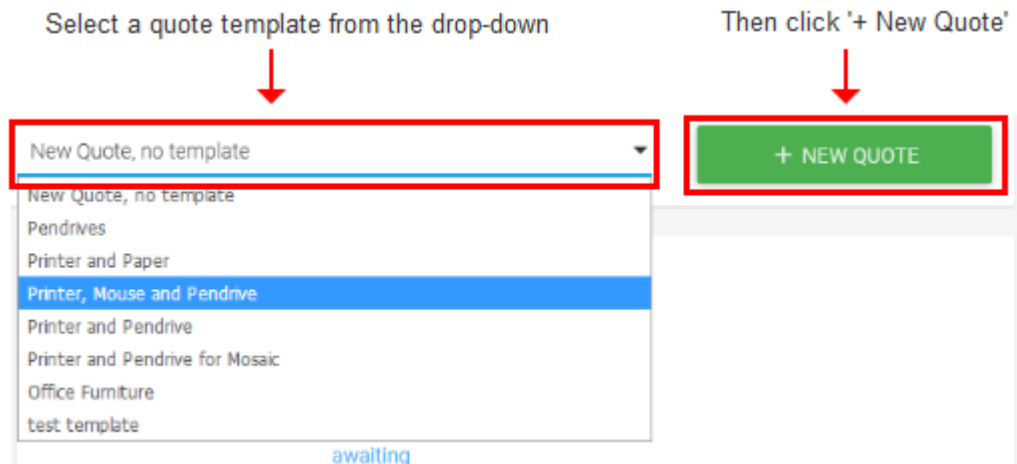 Select a quote template from the drop-down
Then click '+ New Quote'
New Quote, no template
+ NEW QUOTE
New Quote, no template
Pendrives
Printer and Paper
Printer, Mouse and Pendrive
Printer and Pendrive
Printer and Pendrive for Mosaic
Office Furniture
test template
awaiting